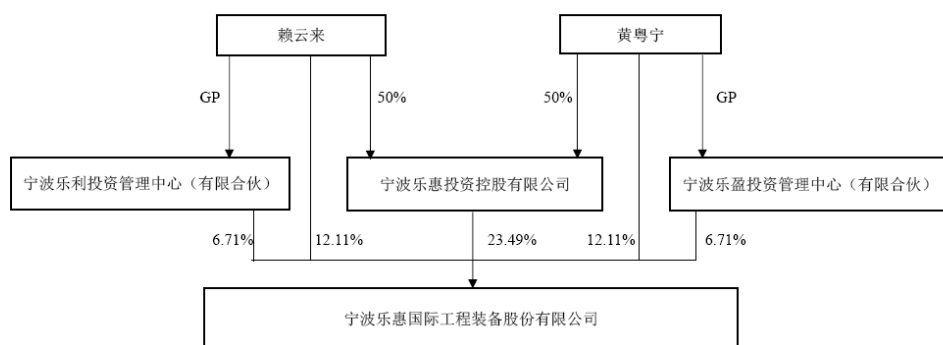 赖云来
黄粤宁
GP
50%
50%
GP
宁波乐利投资管理中心（有限合伙）
宁波乐惠投资控股有限公司
宁波乐盈投资管理中心（有限合伙）
6.71%
12.11%
23.49%
12.11%
6.71%
宁波乐惠国际工程装备股份有限公司